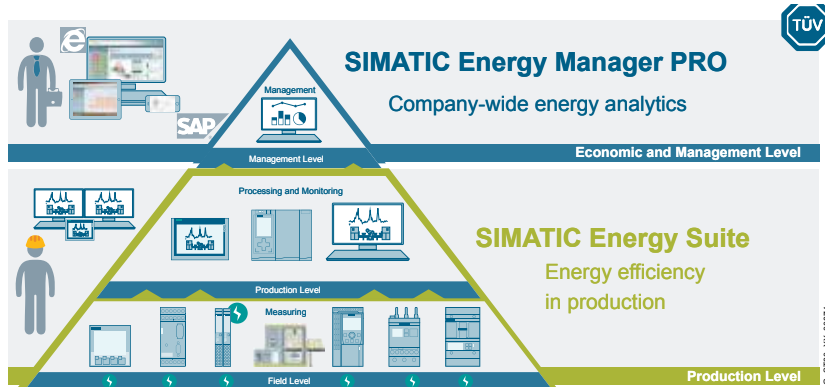 TÜV
SIMATIC Energy Manager PRO
Company-wide energy analytics
SAP
Management
Economic and Management Level
Management Level
Processing and Monitoring
SIMATIC Energy Suite
Energy efficiency
in production
Production Level
Measuring
Field Level
Production Level